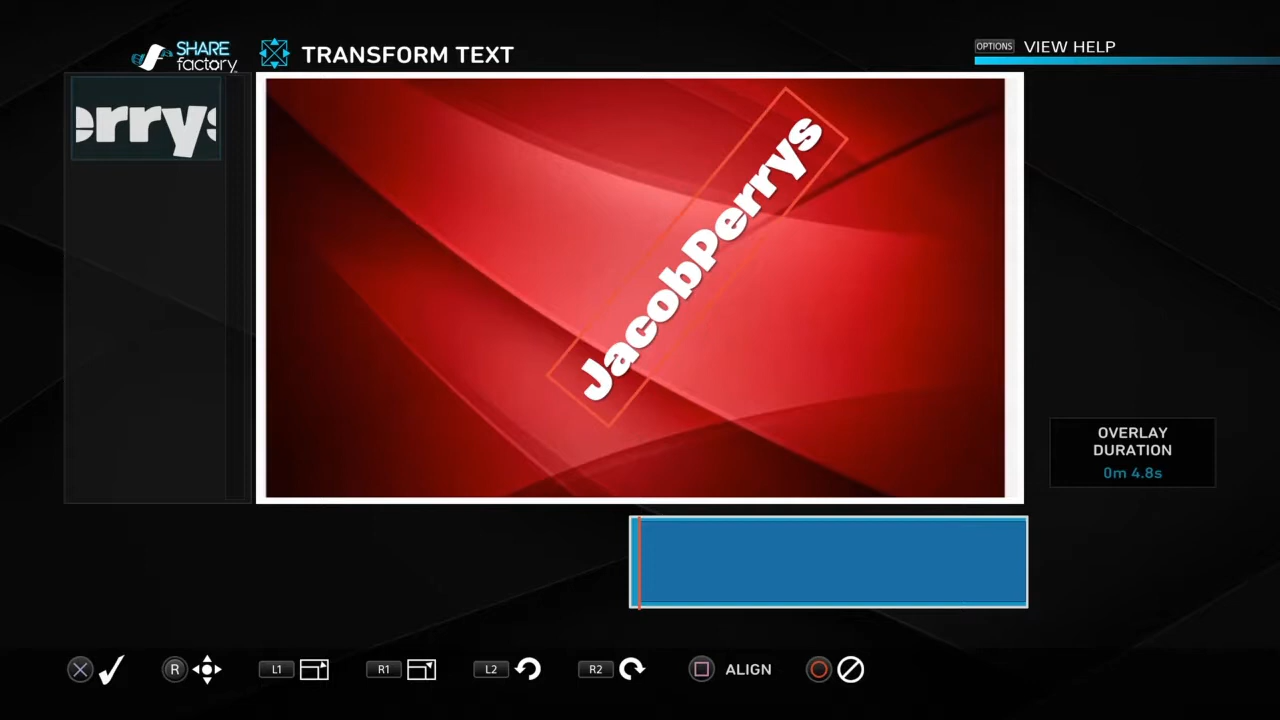 SHARE
factory
TRANSFORM TEXT
OPTIONS VIEW HELP
errys
JacobPerrys
OVERLAY
DURATION
0m 4.8s
R
L1
R1
L2
R2
ALIGN